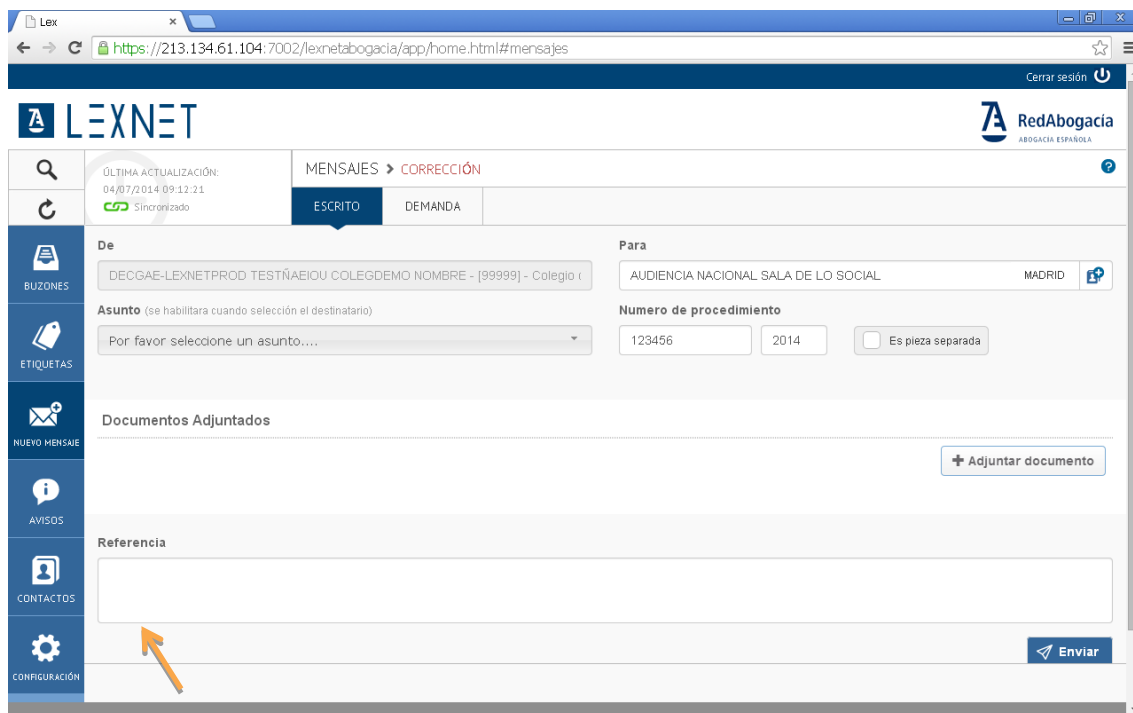 Lex
https://213.134.61.104:7002/lexnetabogacia/app/home.html#mensajes
Cerrar sesión
LEXNET
RedAbogacía
ABOGACIA ESPAÑOLA
ÚLTIMA ACTUALIZACIÓN:
04/07/2014 09:12:21
Sincronizado
MENSAJES > CORRECCIÓN
ESCRITO DEMANDA
BUZONES
ETIQUETAS
NUEVO MENSAJE
AVISOS
CONTACTOS
CONFIGURACIÓN
De
DECGAE-LEXNETPROD TESTÑAEIOU COLEGDEMO NOMBRE - [99999] - Colegio
Para
AUDIENCIA NACIONAL SALA DE LO SOCIAL MADRID
Asunto (se habilitara cuando selección el destinatario)
Por favor seleccione un asunto....
Numero de procedimiento
123456 2014 Es pieza separada
Documentos Adjuntados
+ Adjuntar documento
Referencia
Enviar